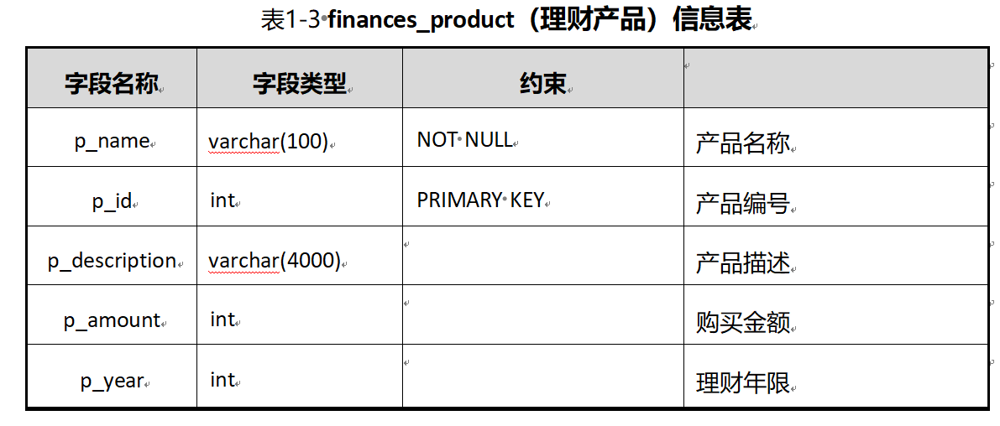 表1-3 finances_product（理财产品）信息表
字段名称 字段类型 约束
p_name varchar(100) NOT NULL 产品名称
p_id int PRIMARY KEY 产品编号
p_description varchar(4000) 产品描述
p_amount int 购买金额
p_year int 理财年限